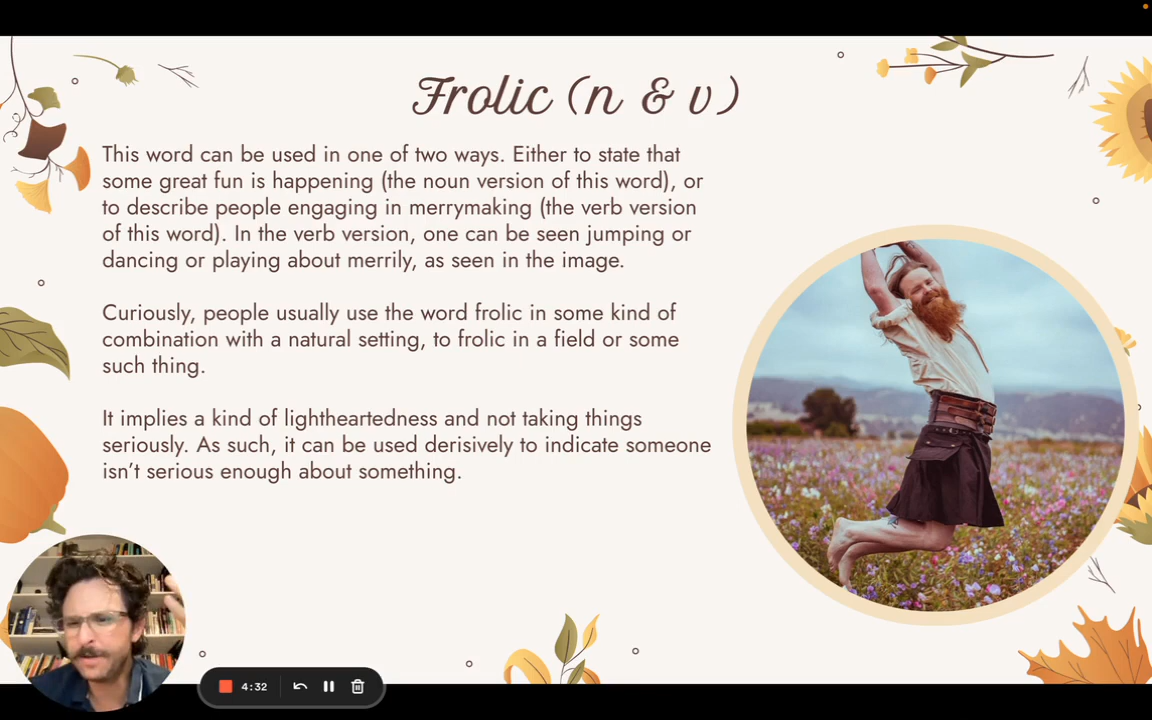 Frolic (n & v)
This word can be used in one of two ways. Either to state that
some great fun is happening (the noun version of this word), or
to describe people engaging in merrymaking (the verb version
of this word). In the verb version, one can be seen jumping or
dancing or playing about merrily, as seen in the image.
Curiously, people usually use the word frolic in some kind of
combination with a natural setting, to frolic in a field or some
such thing.
It implies a kind of lightheartedness and not taking things
seriously. As such, it can be used derisively to indicate someone
isn't serious enough about something.
4:32